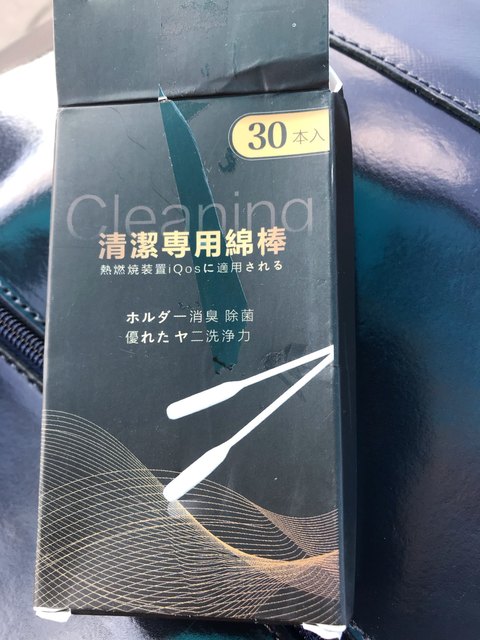 30本入
Cleaning
清潔專用綿棒
熱燃焼装置iQosに適用される
ホルダー消臭 除菌
優れたヤ二洗浄力